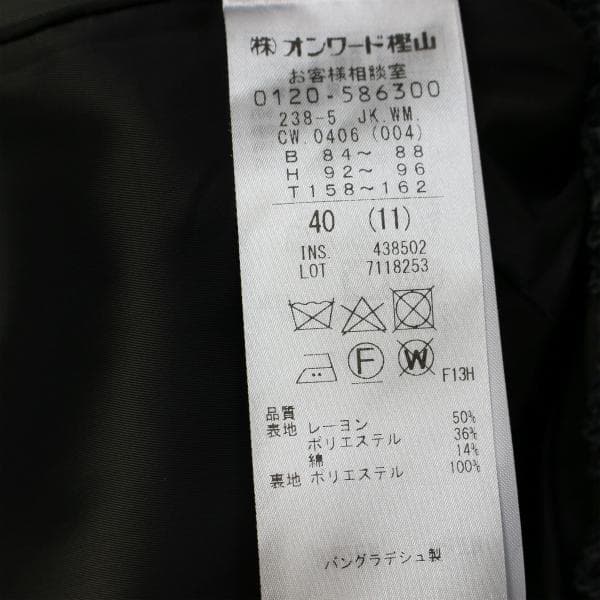 ㈱オンワード樫山
お客様相談室
0120-586300
238-5 JK.WM.
CW.0406 (004)
B 84～ 88
H 92～ 96
T 158～162
40 (11)
INS. 438502
LOT 7118253
F W F13H
品質
表地 レーヨン 50%
ポリエステル 36%
綿 14%
裏地 ポリエステル 100%
バングラデシュ製